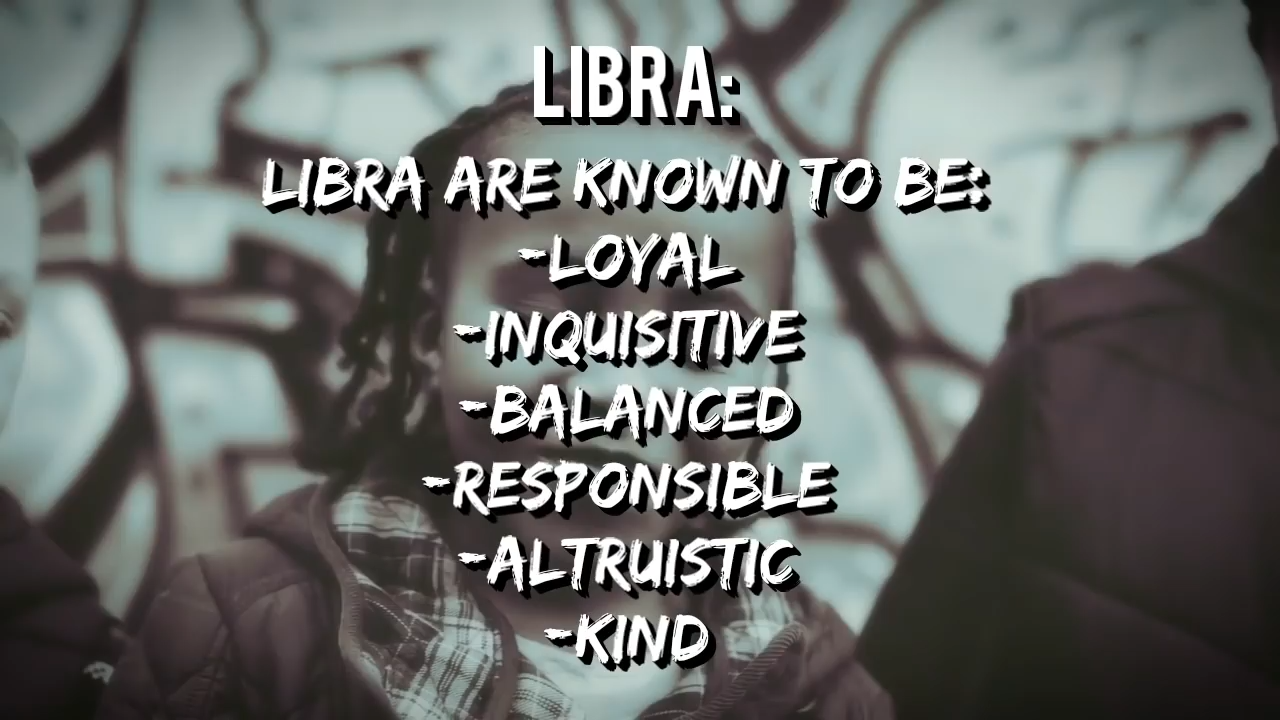 LIBRA:
LIBRA ARE KNOWN TO BE:
-LOYAL
-INQUISITIVE
-BALANCED
-RESPONSIBLE
-ALTRUISTIC
-KIND